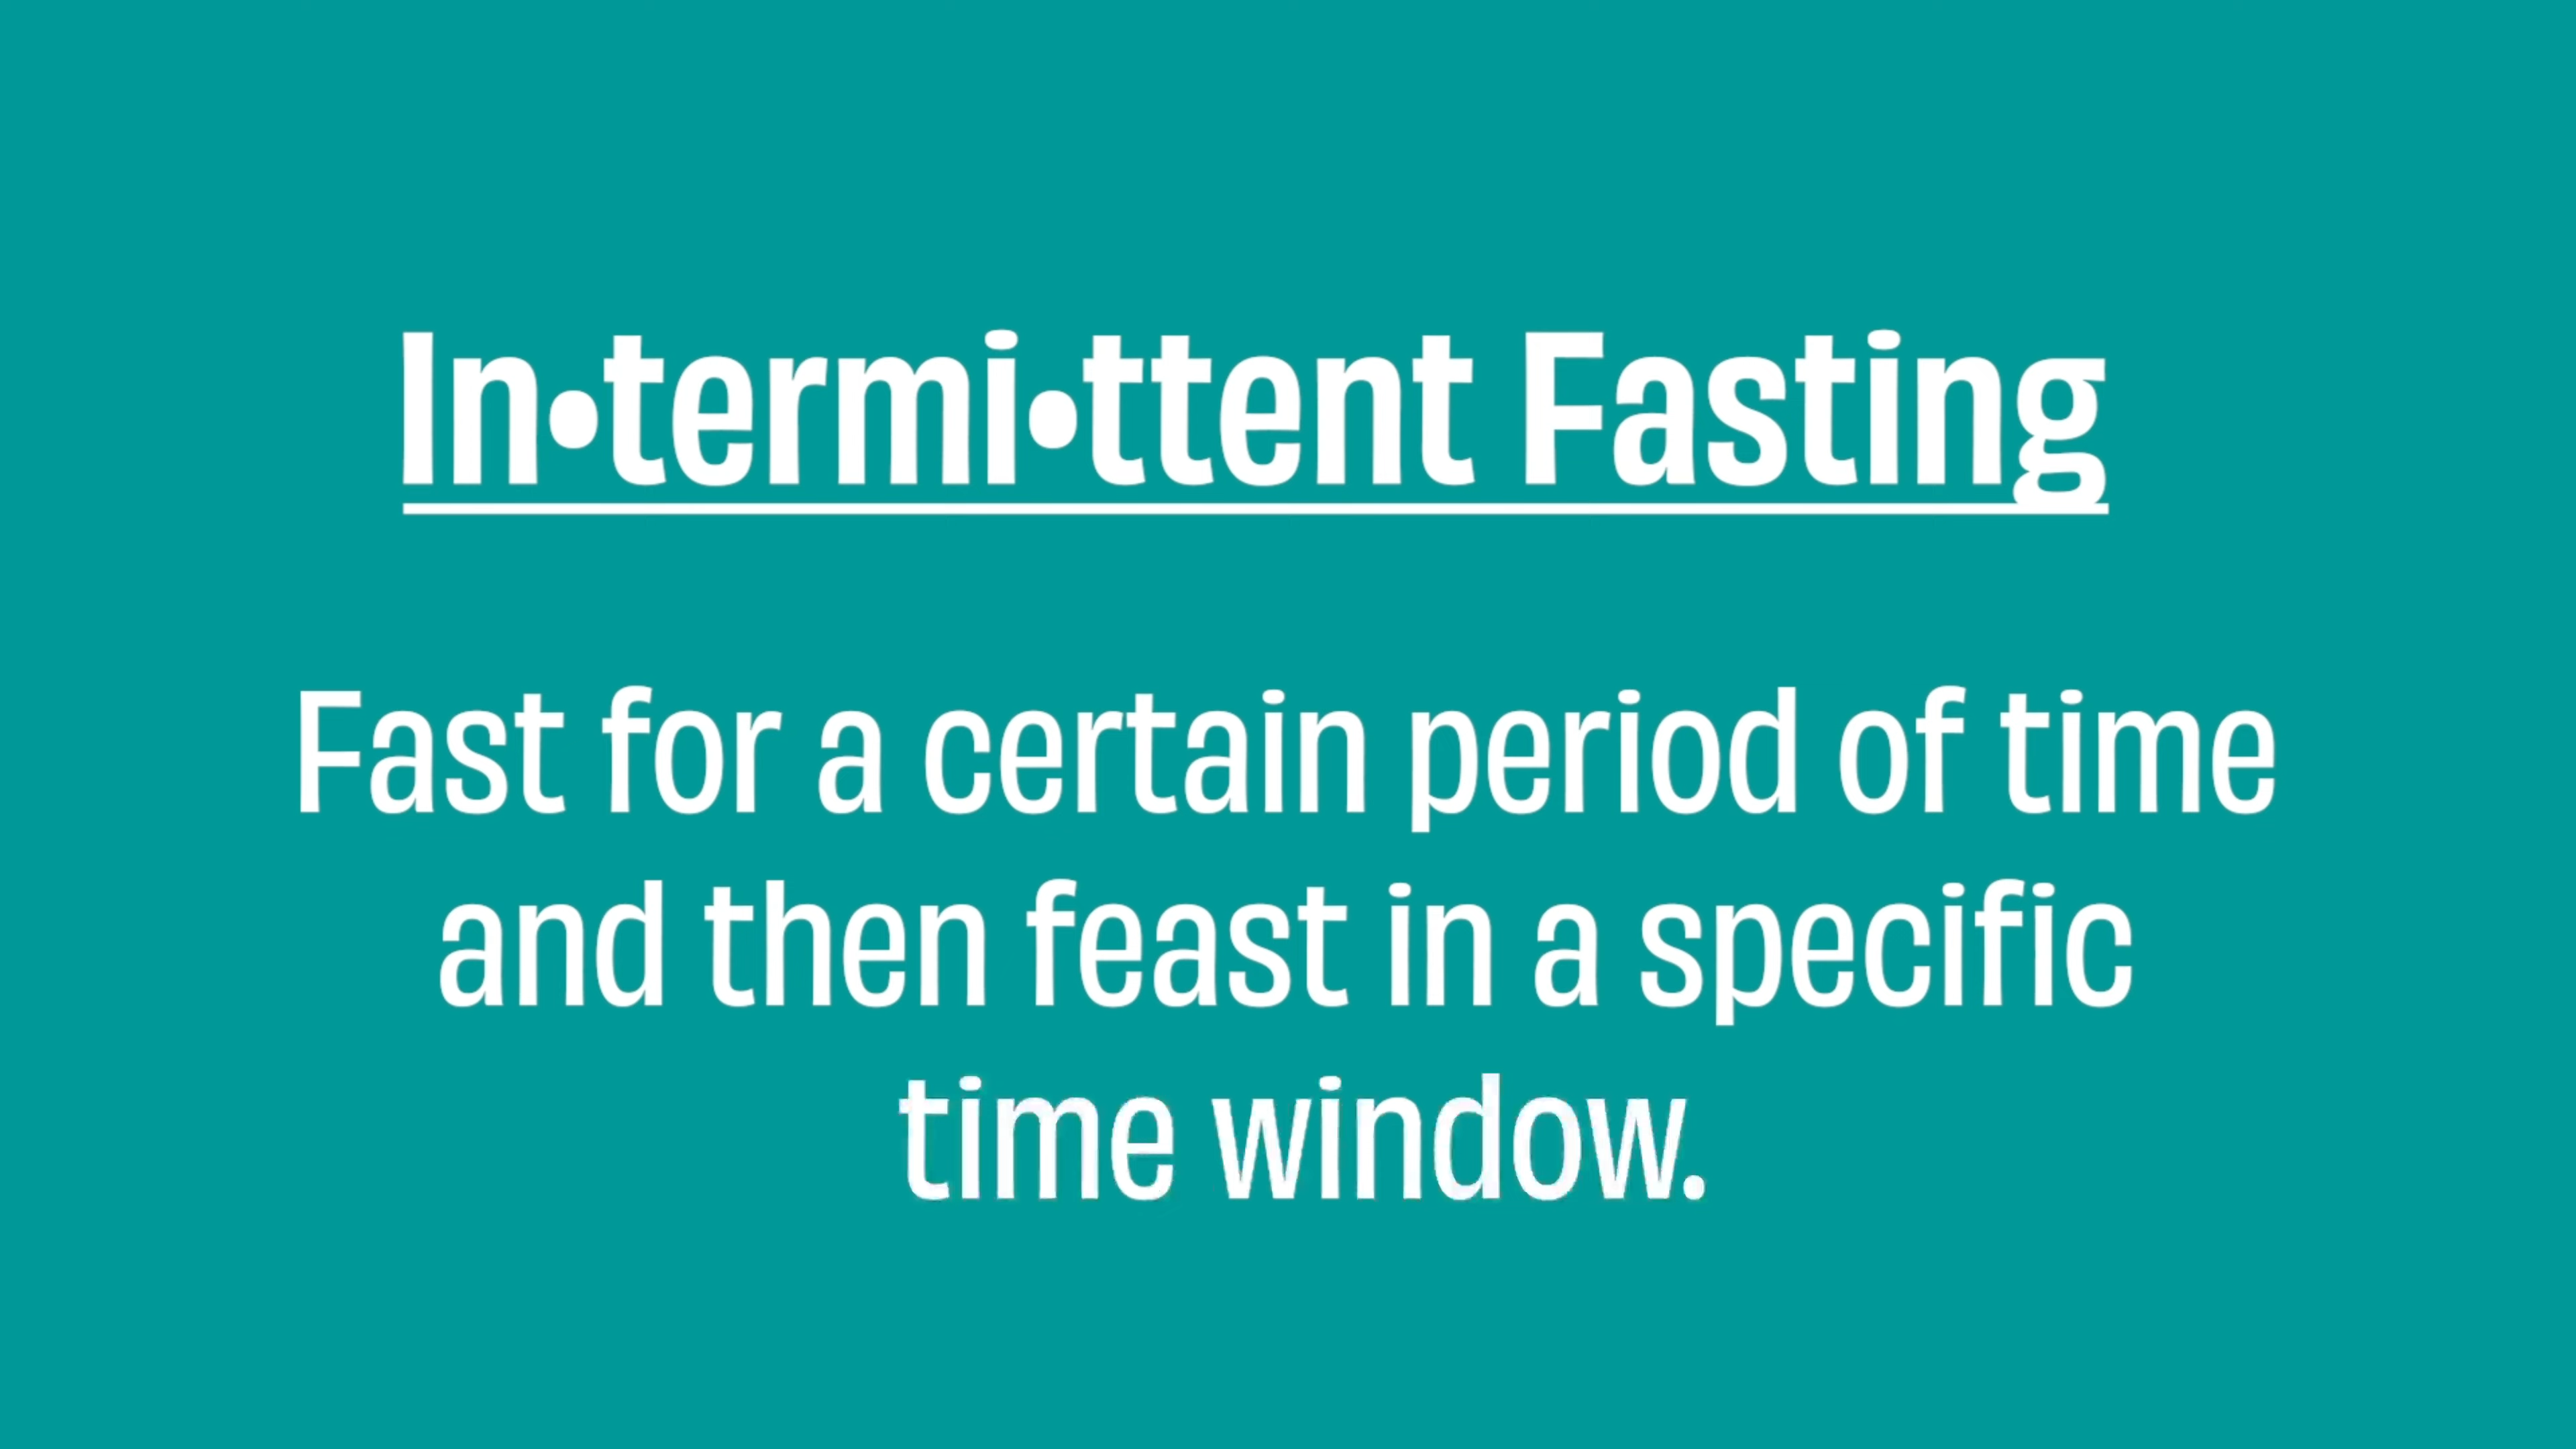 In•termi•ttent Fasting
Fast for a certain period of time
and then feast in a specific
time window.